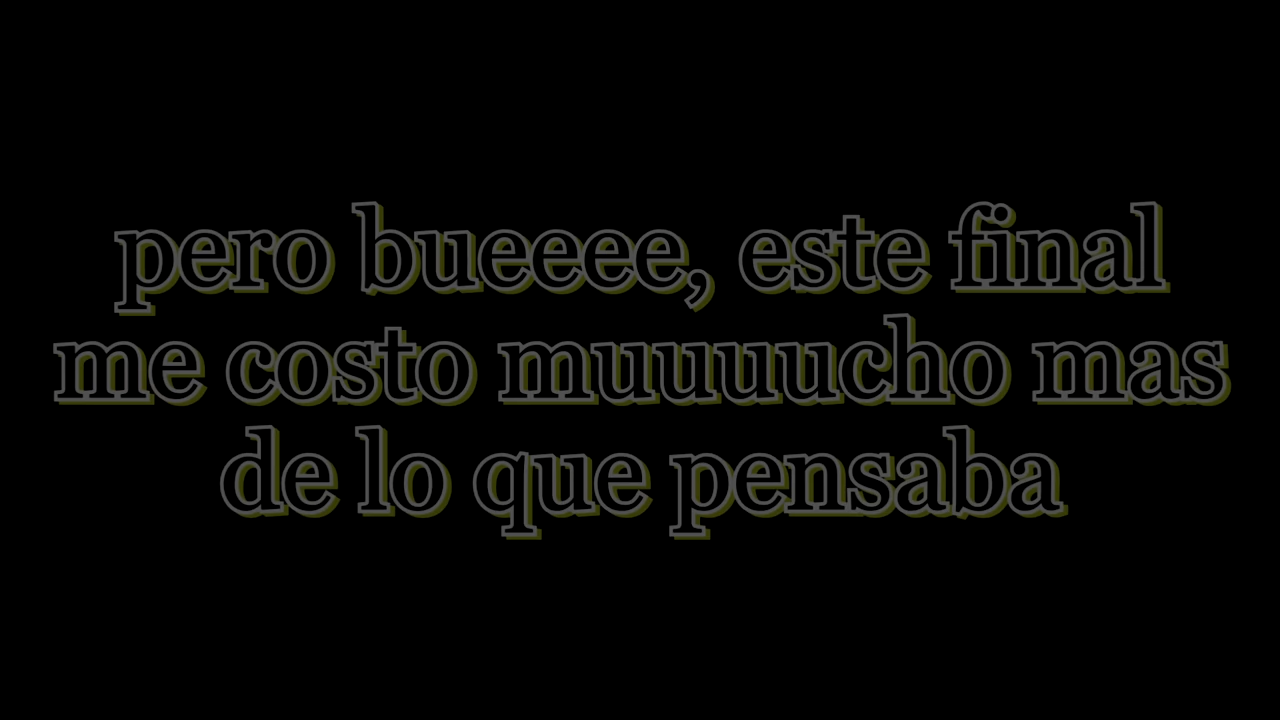 pero bueeee, este final
me costo muuuucho mas
de lo que pensaba